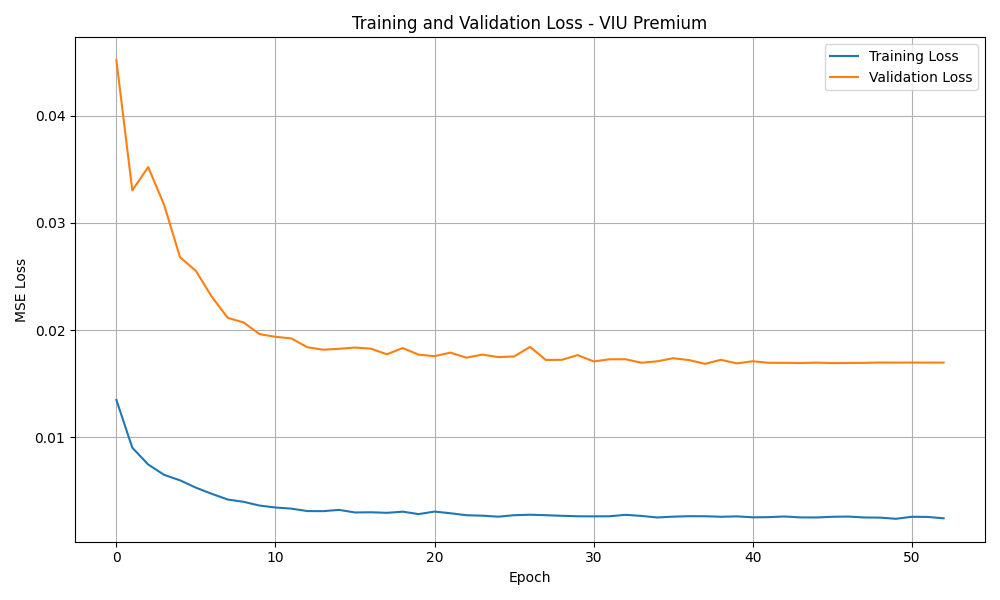 Training and Validation Loss - VIU Premium
Training Loss
Validation Loss
MSE Loss
0.04
0.03
0.02
0.01
0 10 20 30 40 50
Epoch